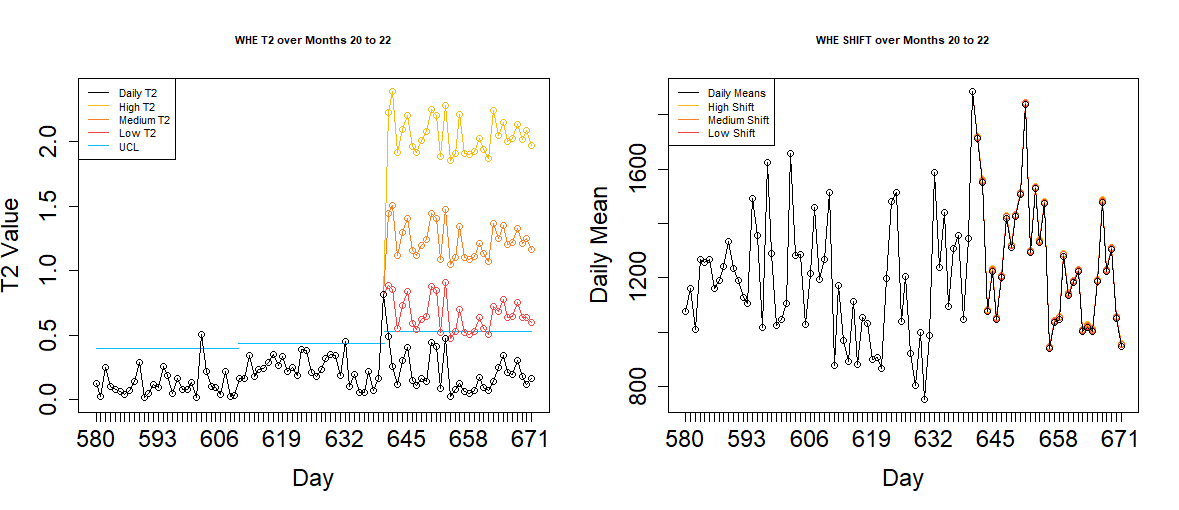 WHE T2 over Months 20 to 22
Daily T2
High T2
Medium T2
Low T2
UCL
T2 Value
0.0
0.5
1.0
1.5
2.0
580 593 606 619 632 645 658 671
Day
WHE SHIFT over Months 20 to 22
Daily Means
High Shift
Medium Shift
Low Shift
Daily Mean
800
1200
1600
580 593 606 619 632 645 658 671
Day